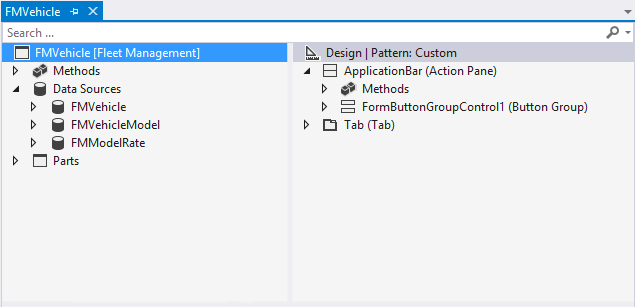 FMVehicle
Search ...
FMVehicle [Fleet Management]
Methods
Data Sources
FMVehicle
FMVehicleModel
FMModelRate
Parts
Design | Pattern: Custom
ApplicationBar (Action Pane)
Methods
FormButtonGroupControl1 (Button Group)
Tab (Tab)